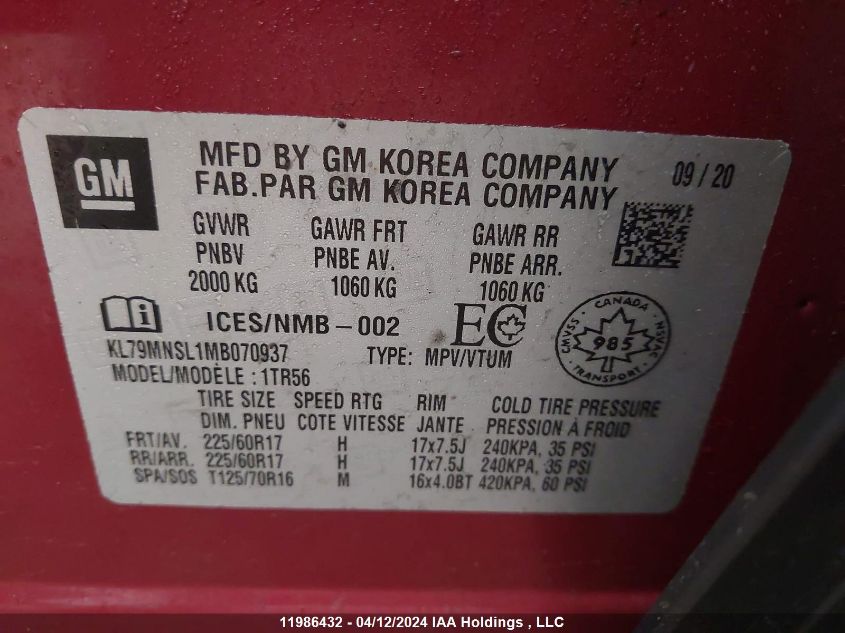 GM
MFD BY GM KOREA COMPANY 09 / 20
FAB.PAR GM KOREA COMPANY
GVWR GAWR FRT GAWR RR
PNBV PNBE AV. PNBE ARR.
2000 KG 1060 KG 1060 KG
i ICES/NMB - 002 EC
CANADA
CMVSS NSVAC
985
TRANSPORT
KL79MNSL1MB070937 TYPE: MPV/VTUM
MODEL/MODÈLE : 1TR56
TIRE SIZE SPEED RTG RIM COLD TIRE PRESSURE
DIM. PNEU COTE VITESSE JANTE PRESSION À FROID
FRT/AV. 225/60R17 H 17x7.5J 240KPA, 35 PSI
RR/ARR. 225/60R17 H 17x7.5J 240KPA, 35 PSI
SPA/SOS T125/70R16 M 16x4.0BT 420KPA, 60 PSI
11986432 - 04/12/2024 IAA Holdings , LLC